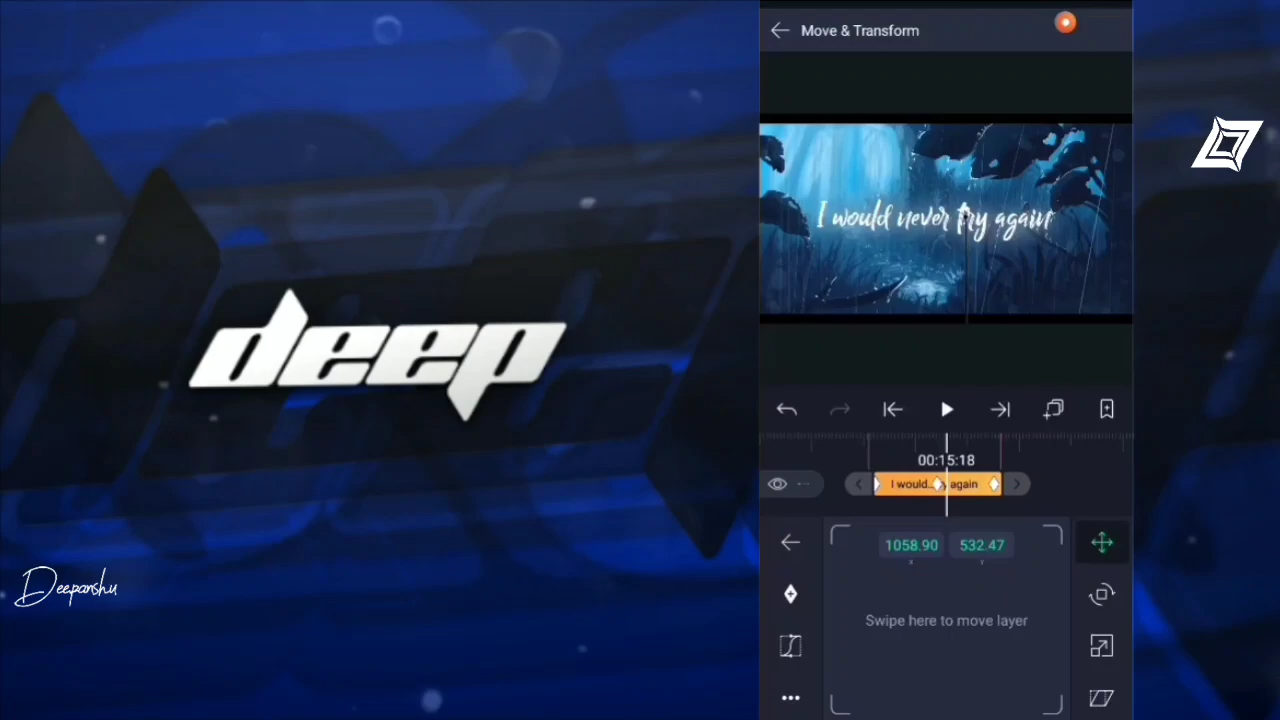 deep
Deepanshu
Move & Transform
I would never try again
00:15:18
I would...ry again
1058.90 532.47
X Y
Swipe here to move layer